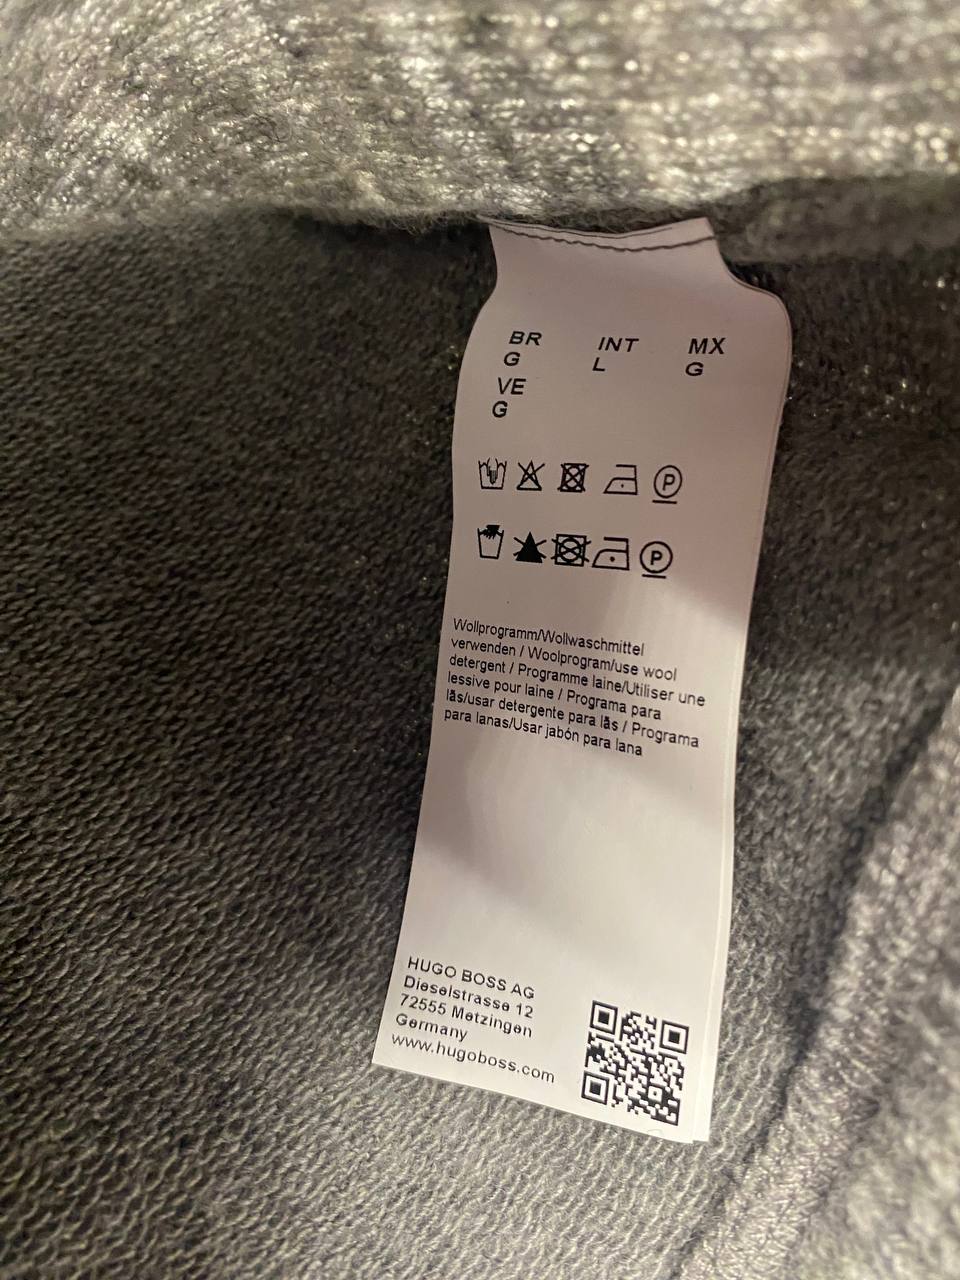 BR INT MX
G L G
VE
G
P
P
Wollprogramm/Wollwaschmittel
verwenden / Woolprogram/use wool
detergent / Programme laine/Utiliser une
lessive pour laine / Programa para
lãs/usar detergente para lãs / Programa
para lanas/Usar jabón para lana
HUGO BOSS AG
Dieselstrasse 12
72555 Metzingen
Germany
www.hugoboss.com